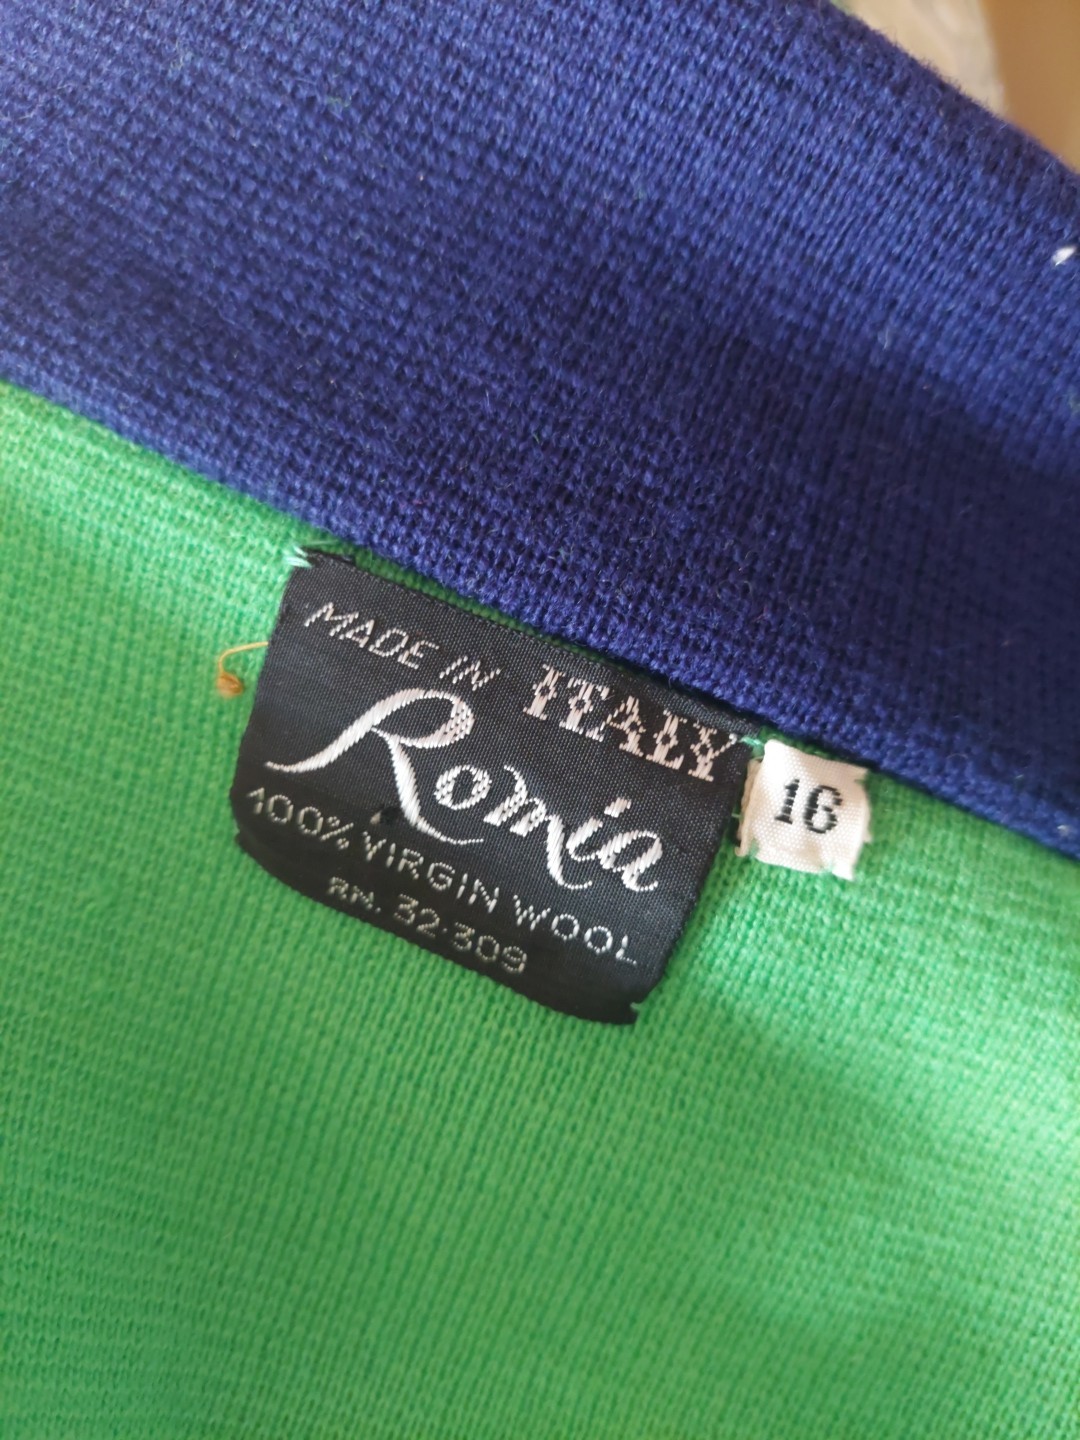 MADE IN ITALY
Romia
100% VIRGIN WOOL
RN. 32·309
16